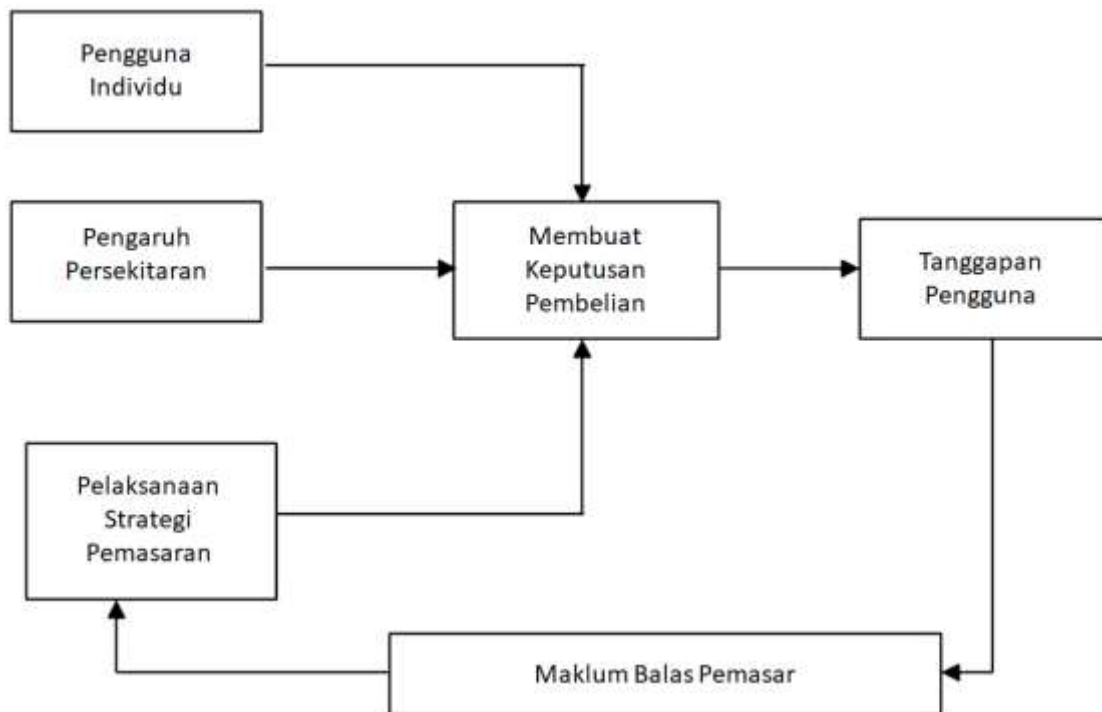 Pengguna
Individu
Pengaruh
Persekitaran
Membuat
Keputusan
Pembelian
Tanggapan
Pengguna
Pelaksanaan
Strategi
Pemasaran
Maklum Balas Pemasar